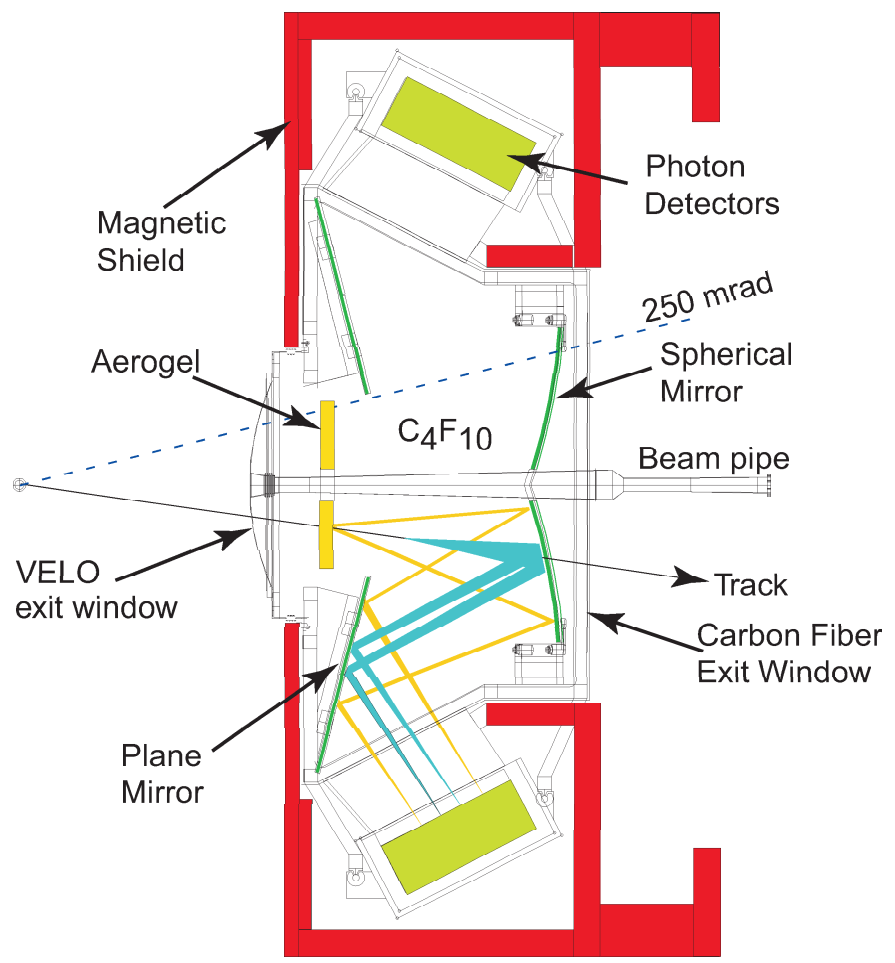 Photon
Detectors
Magnetic
Shield
250 mrad
Aerogel
Spherical
Mirror
C4F10
Beam pipe
VELO
exit window
Track
Carbon Fiber
Exit Window
Plane
Mirror